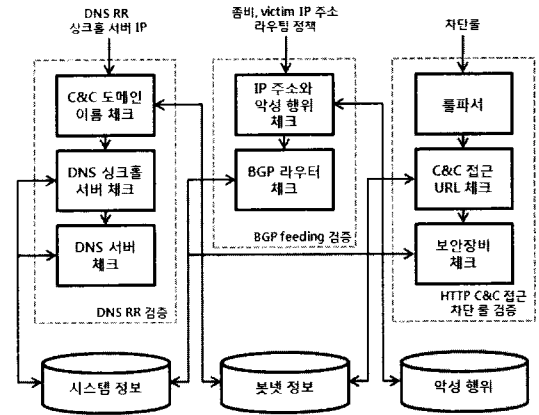 DNS RR
싱크홀 서버 IP
좀비, victim IP 주소
라우팅 정책
차단룰
C&C 도메인
이름 체크
DNS 싱크홀
서버 체크
DNS 서버
체크
DNS RR 검증
IP 주소와
악성 행위
체크
BGP 라우터
체크
BGP feeding 검증
룰파서
C&C 접근
URL 체크
보안장비
체크
HTTP C&C 접근
차단 룰 검증
시스템 정보
봇넷 정보
악성 행위